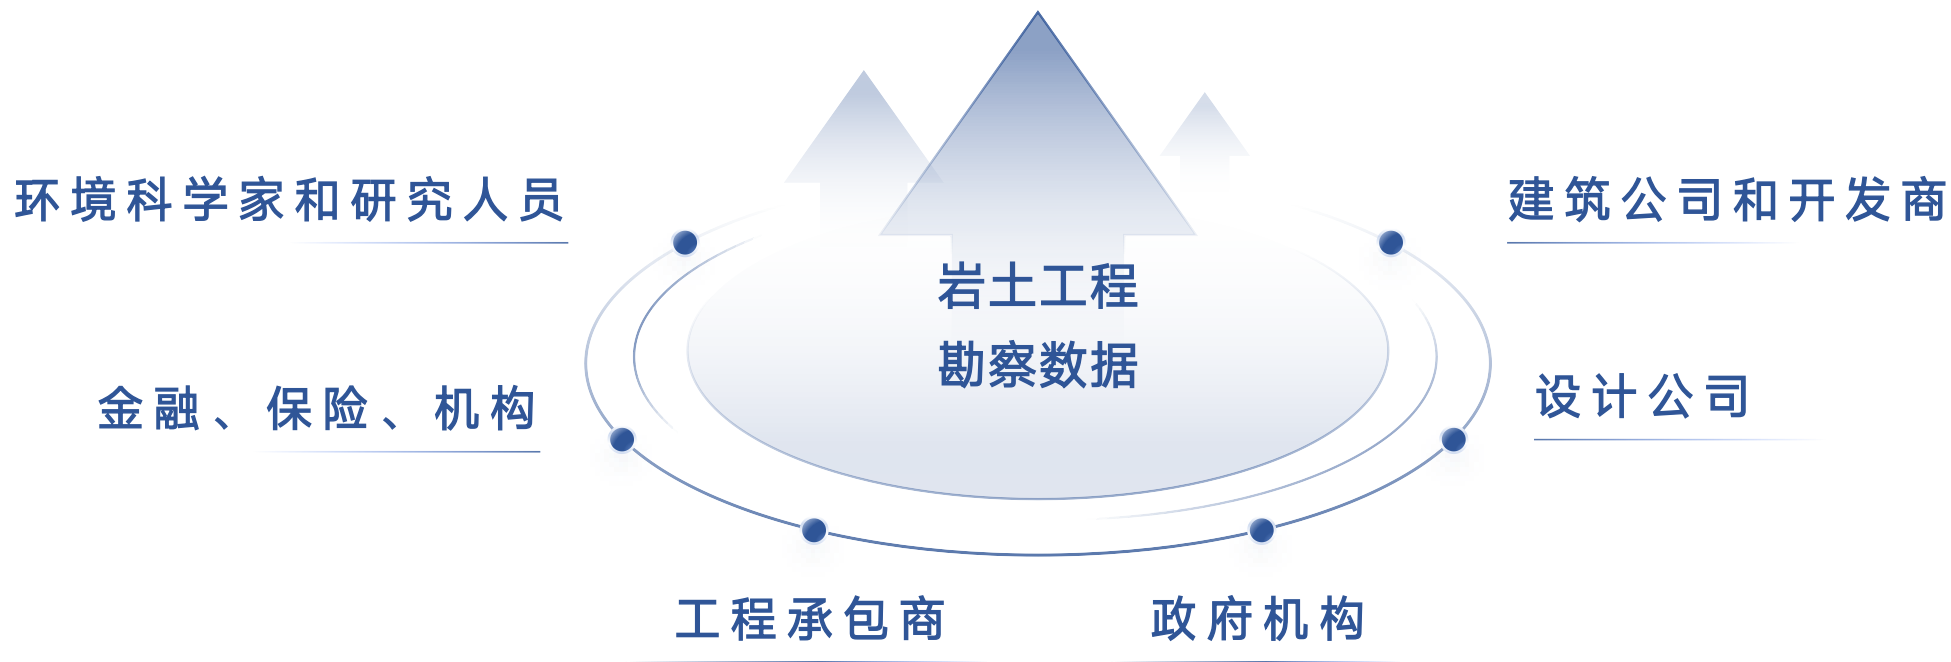 环境科学家和研究人员
建筑公司和开发商
岩土工程
勘察数据
金融、保险、机构
设计公司
工程承包商
政府机构